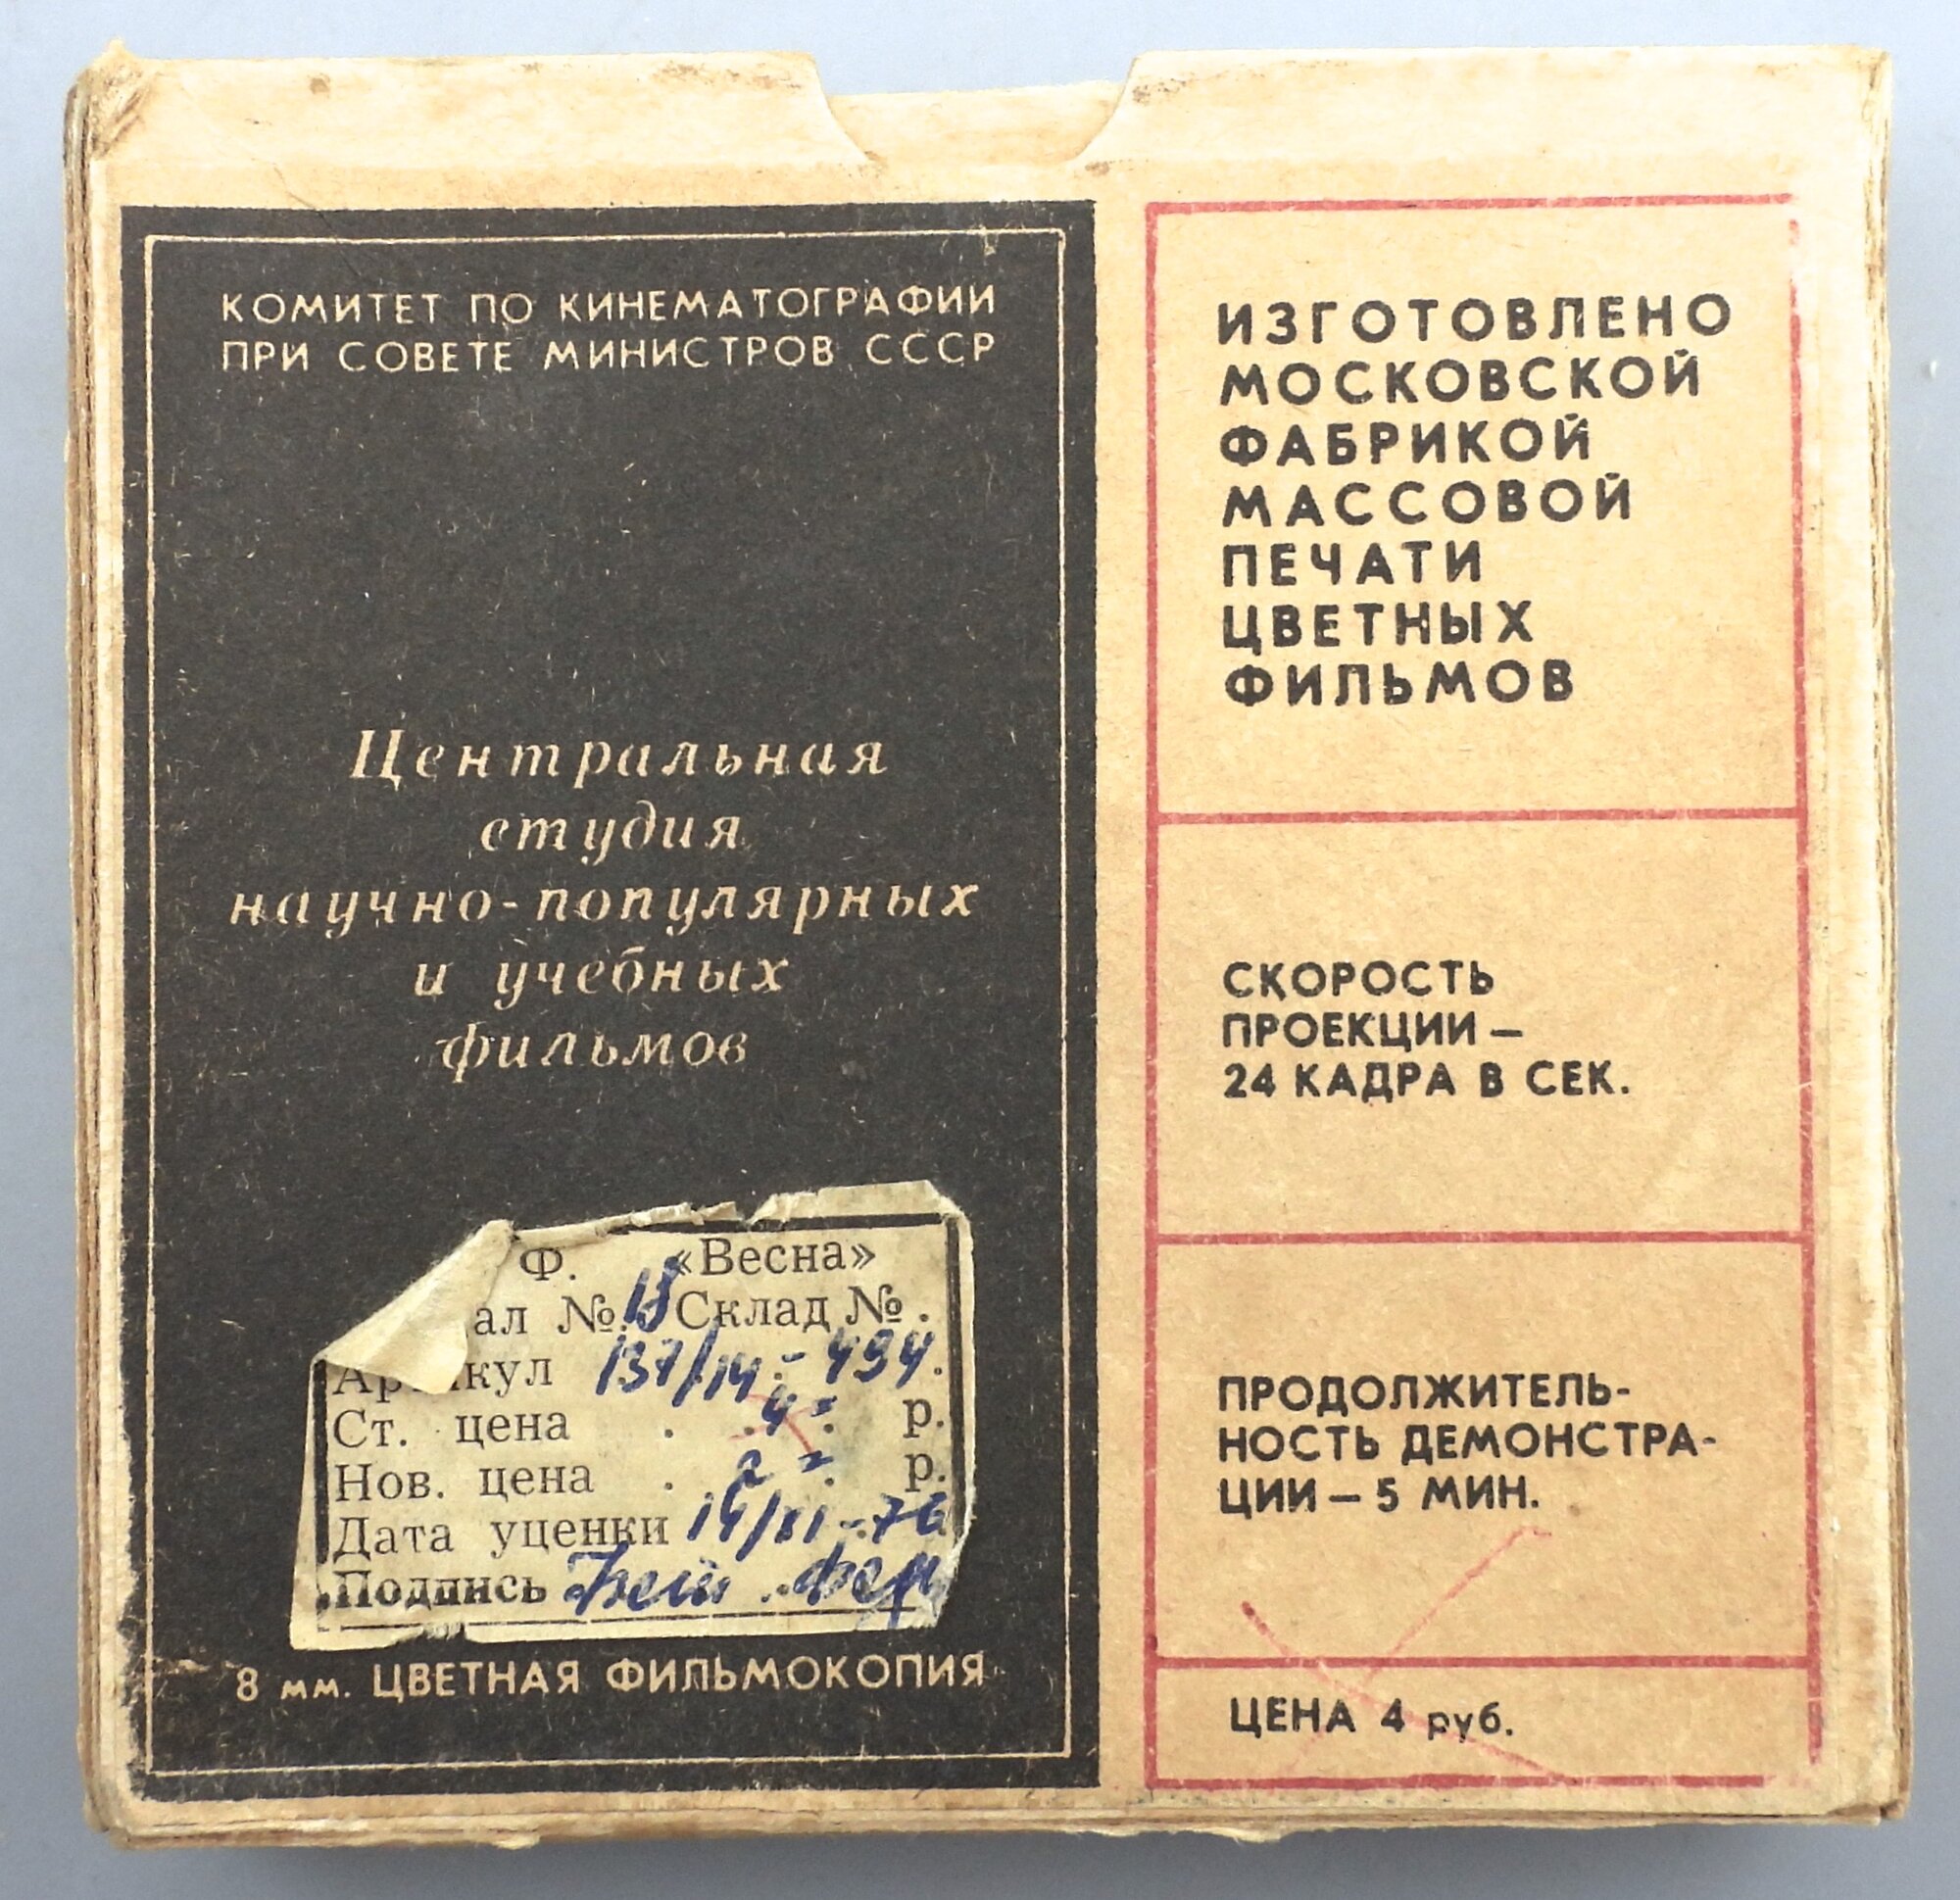 КОМИТЕТ ПО КИНЕМАТОГРАФИИ
ПРИ СОВЕТЕ МИНИСТРОВ СССР
Центральная
студия
научно-популярных
и учебных
фильмов
Ф. «Весна»
ал №. 18 Склад № .
Артикул 137/14 - 494.
Ст. цена . 4 = . р.
Нов. цена . 2 = . р.
Дата уценки 14/XI-76
Подпись
8 мм. ЦВЕТНАЯ ФИЛЬМОКОПИЯ
ИЗГОТОВЛЕНО
МОСКОВСКОЙ
ФАБРИКОЙ
МАССОВОЙ
ПЕЧАТИ
ЦВЕТНЫХ
ФИЛЬМОВ
СКОРОСТЬ
ПРОЕКЦИИ —
24 КАДРА В СЕК.
ПРОДОЛЖИТЕЛЬ-
НОСТЬ ДЕМОНСТРА-
ЦИИ — 5 МИН.
ЦЕНА 4 руб.